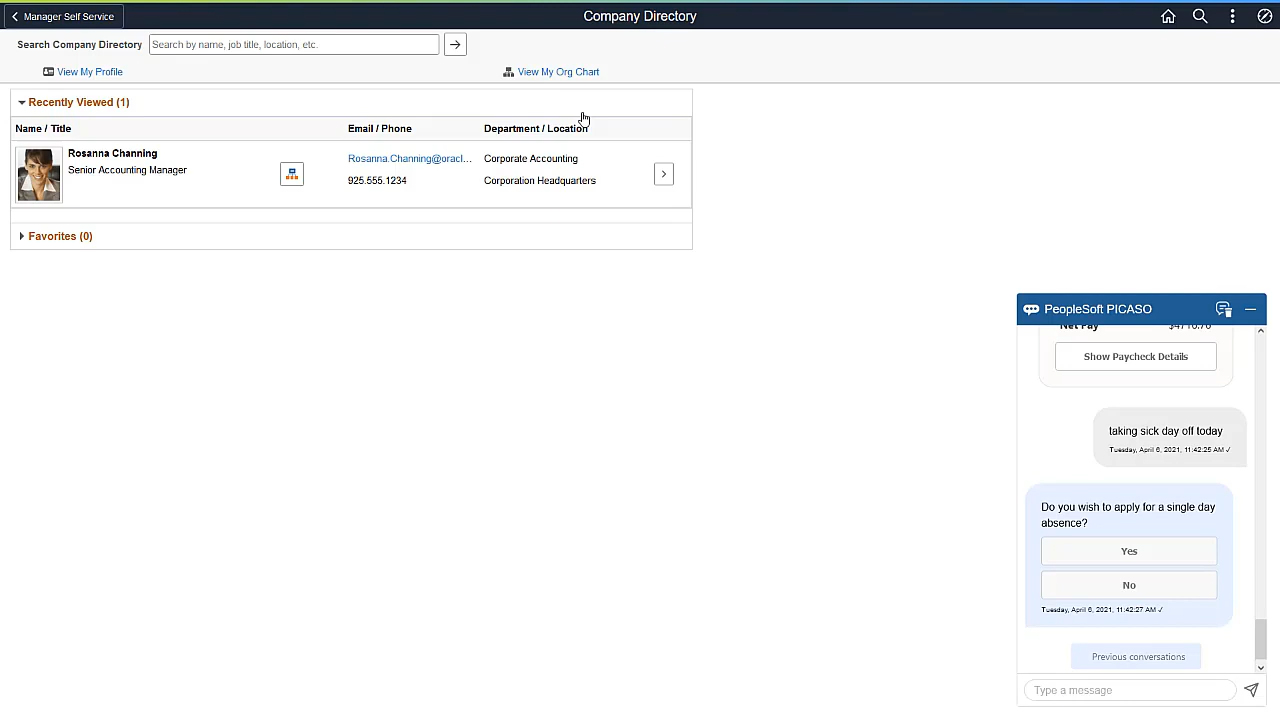 Manager Self Service
Company Directory
Search Company Directory
Search by name, job title, location, etc.
View My Profile
View My Org Chart
Recently Viewed (1)
Name / Title
Email / Phone
Department / Location
Rosanna Channing
Senior Accounting Manager
Rosanna.Channing@oracl...
925.555.1234
Corporate Accounting
Corporation Headquarters
Favorites (0)
PeopleSoft PICASO
Net Pay
Show Paycheck Details
taking sick day off today
Tuesday, April 6, 2021, 11:42:25 AM ✓
Do you wish to apply for a single day
absence?
Yes
No
Tuesday, April 6, 2021, 11:42:27 AM ✓
Previous conversations
Type a message